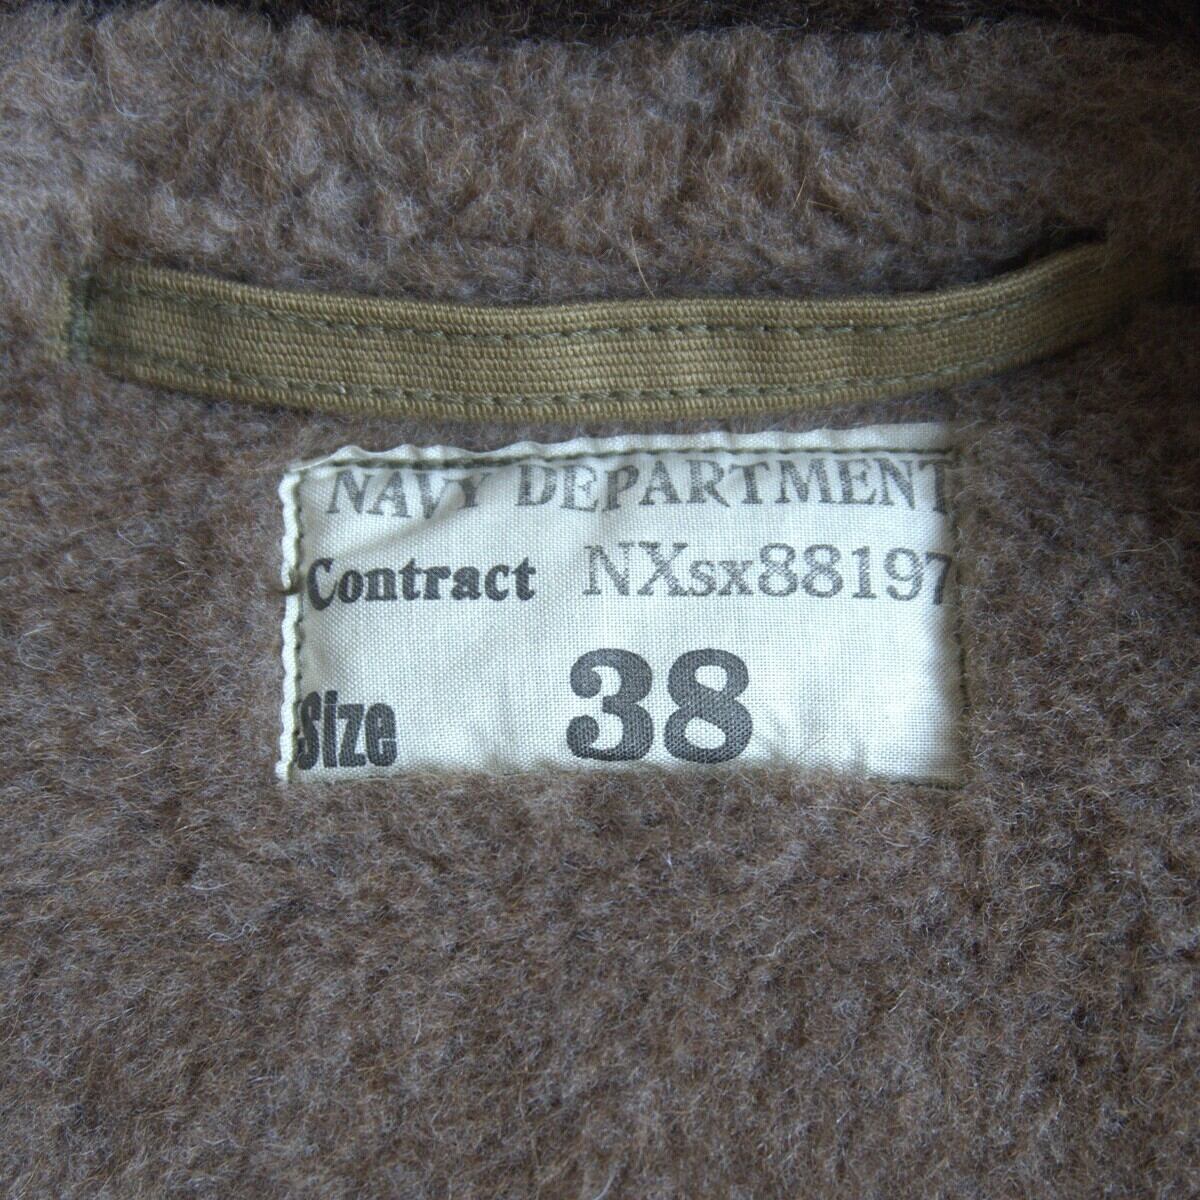 NAVY DEPARTMENT
Contract NXsx88197
Size 38